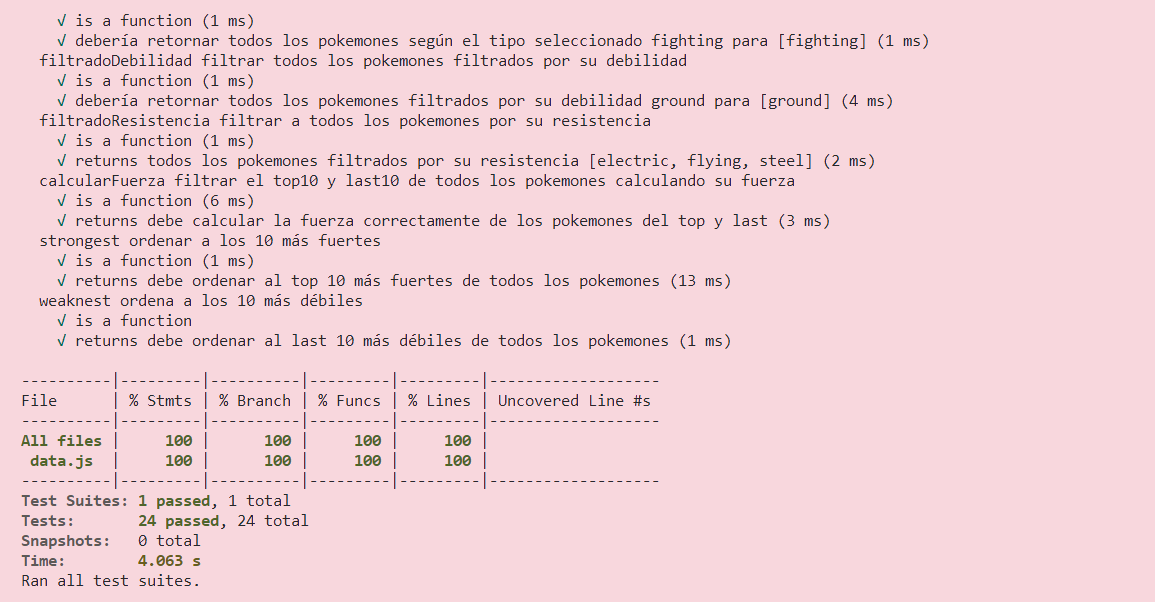 √ is a function (1 ms)
√ debería retornar todos los pokemones según el tipo seleccionado fighting para [fighting] (1 ms)
filtradoDebilidad filtrar todos los pokemones filtrados por su debilidad
√ is a function (1 ms)
√ debería retornar todos los pokemones filtrados por su debilidad ground para [ground] (4 ms)
filtradoResistencia filtrar a todos los pokemones por su resistencia
√ is a function (1 ms)
√ returns todos los pokemones filtrados por su resistencia [electric, flying, steel] (2 ms)
calcularFuerza filtrar el top10 y last10 de todos los pokemones calculando su fuerza
√ is a function (6 ms)
√ returns debe calcular la fuerza correctamente de los pokemones del top y last (3 ms)
strongest ordenar a los 10 más fuertes
√ is a function (1 ms)
√ returns debe ordenar al top 10 más fuertes de todos los pokemones (13 ms)
weaknest ordena a los 10 más débiles
√ is a function
√ returns debe ordenar al last 10 más débiles de todos los pokemones (1 ms)
----------|---------|----------|---------|---------|-------------------
File      | % Stmts | % Branch | % Funcs | % Lines | Uncovered Line #s
----------|---------|----------|---------|---------|-------------------
All files |     100 |      100 |     100 |     100 |
 data.js  |     100 |      100 |     100 |     100 |
----------|---------|----------|---------|---------|-------------------
Test Suites: 1 passed, 1 total
Tests:       24 passed, 24 total
Snapshots:   0 total
Time:        4.063 s
Ran all test suites.